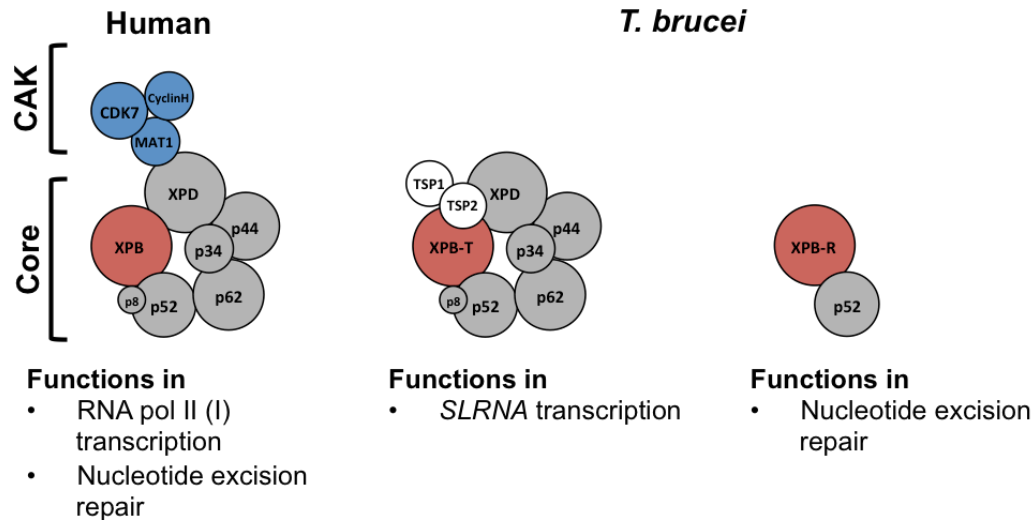 Human
T. brucei
CAK
CDK7
CyclinH
MAT1
Core
XPD
XPB
p44
p34
p8
p52
p62
TSP1
TSP2
XPD
XPB-T
p44
p34
p8
p52
p62
XPB-R
p52
Functions in
• RNA pol II (I)
transcription
• Nucleotide excision
repair
Functions in
• SLRNA transcription
Functions in
• Nucleotide excision
repair